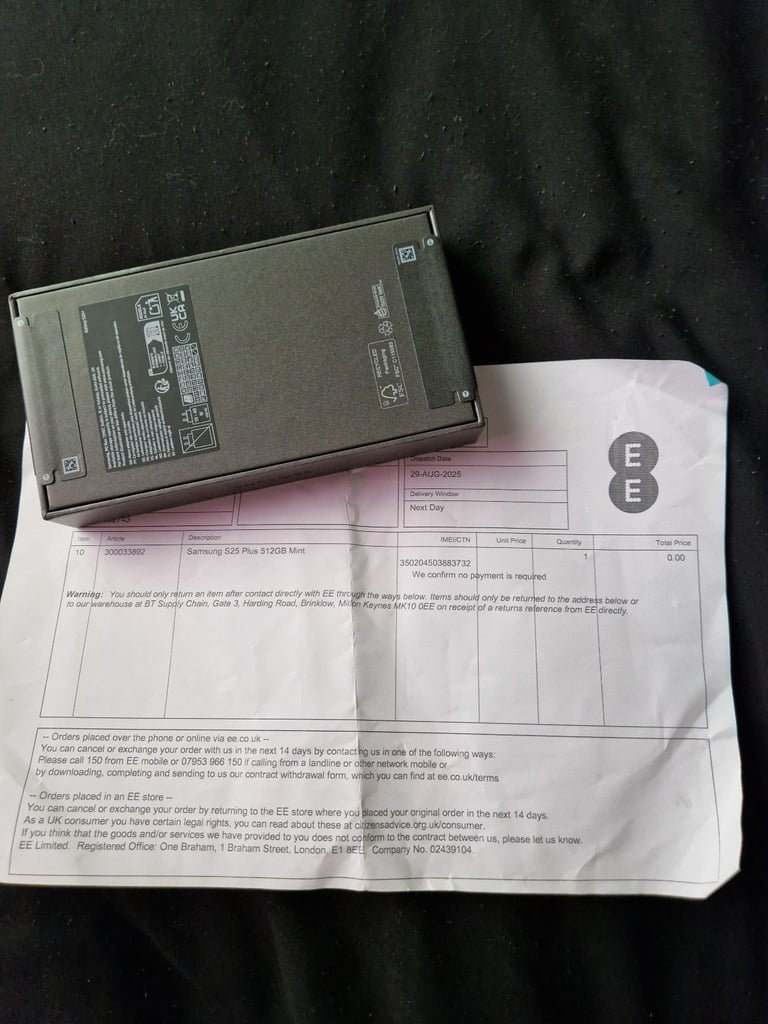 Galaxy S25+
UK
CA
CE
RECYCLED
Packaging
FSC
FSC® C119083
EE
Dispatch Date
29-AUG-2025
Delivery Window
Next Day
Item Article Description IMEI/CTN Unit Price Quantity Total Price
10 300033892 Samsung S25 Plus 512GB Mint 1 0.00
350204503883732
We confirm no payment is required
Warning: You should only return an item after contact directly with EE through the ways below. Items should only be returned to the address below or
to our warehouse at BT Supply Chain, Gate 3, Harding Road, Brinklow, Milton Keynes MK10 0EE on receipt of a returns reference from EE directly.
-- Orders placed over the phone or online via ee.co.uk --
You can cancel or exchange your order with us in the next 14 days by contacting us in one of the following ways:
Please call 150 from EE mobile or 07953 966 150 if calling from a landline or other network mobile or
by downloading, completing and sending to us our contract withdrawal form, which you can find at ee.co.uk/terms
-- Orders placed in an EE store --
You can cancel or exchange your order by returning to the EE store where you placed your original order in the next 14 days.
As a UK consumer you have certain legal rights, you can read about these at citizensadvice.org.uk/consumer.
If you think that the goods and/or services we have provided to you does not conform to the contract between us, please let us know.
EE Limited. Registered Office: One Braham, 1 Braham Street, London, E1 8EE. Company No. 02439104.